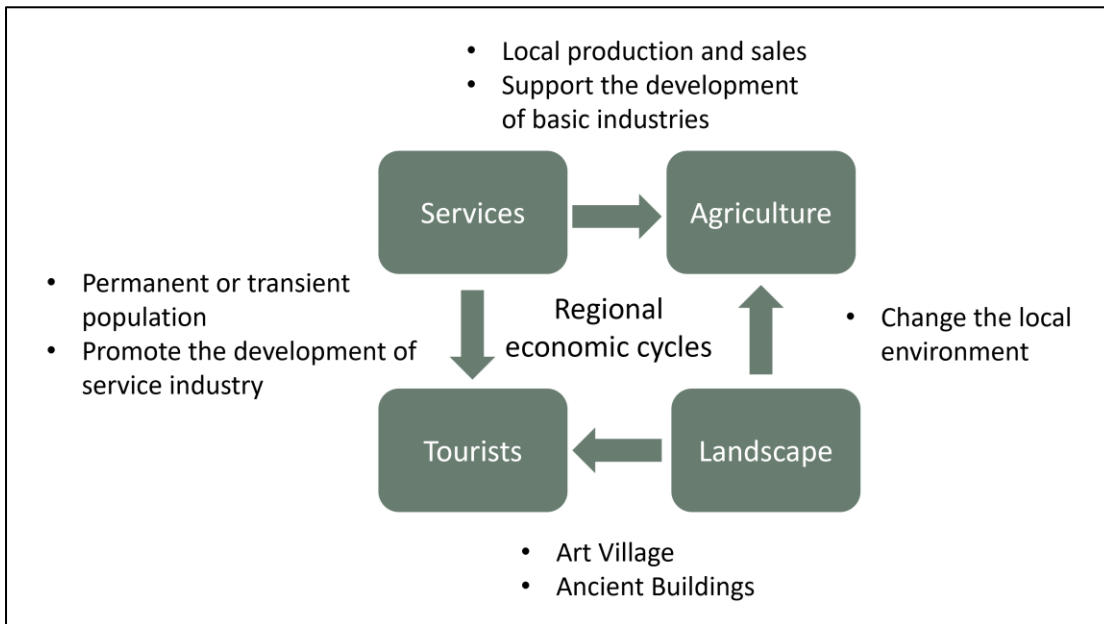 • Local production and sales
• Support the development
of basic industries
Services
Agriculture
• Permanent or transient
population
• Promote the development of
service industry
Regional
economic cycles
• Change the local
environment
Tourists
Landscape
• Art Village
• Ancient Buildings